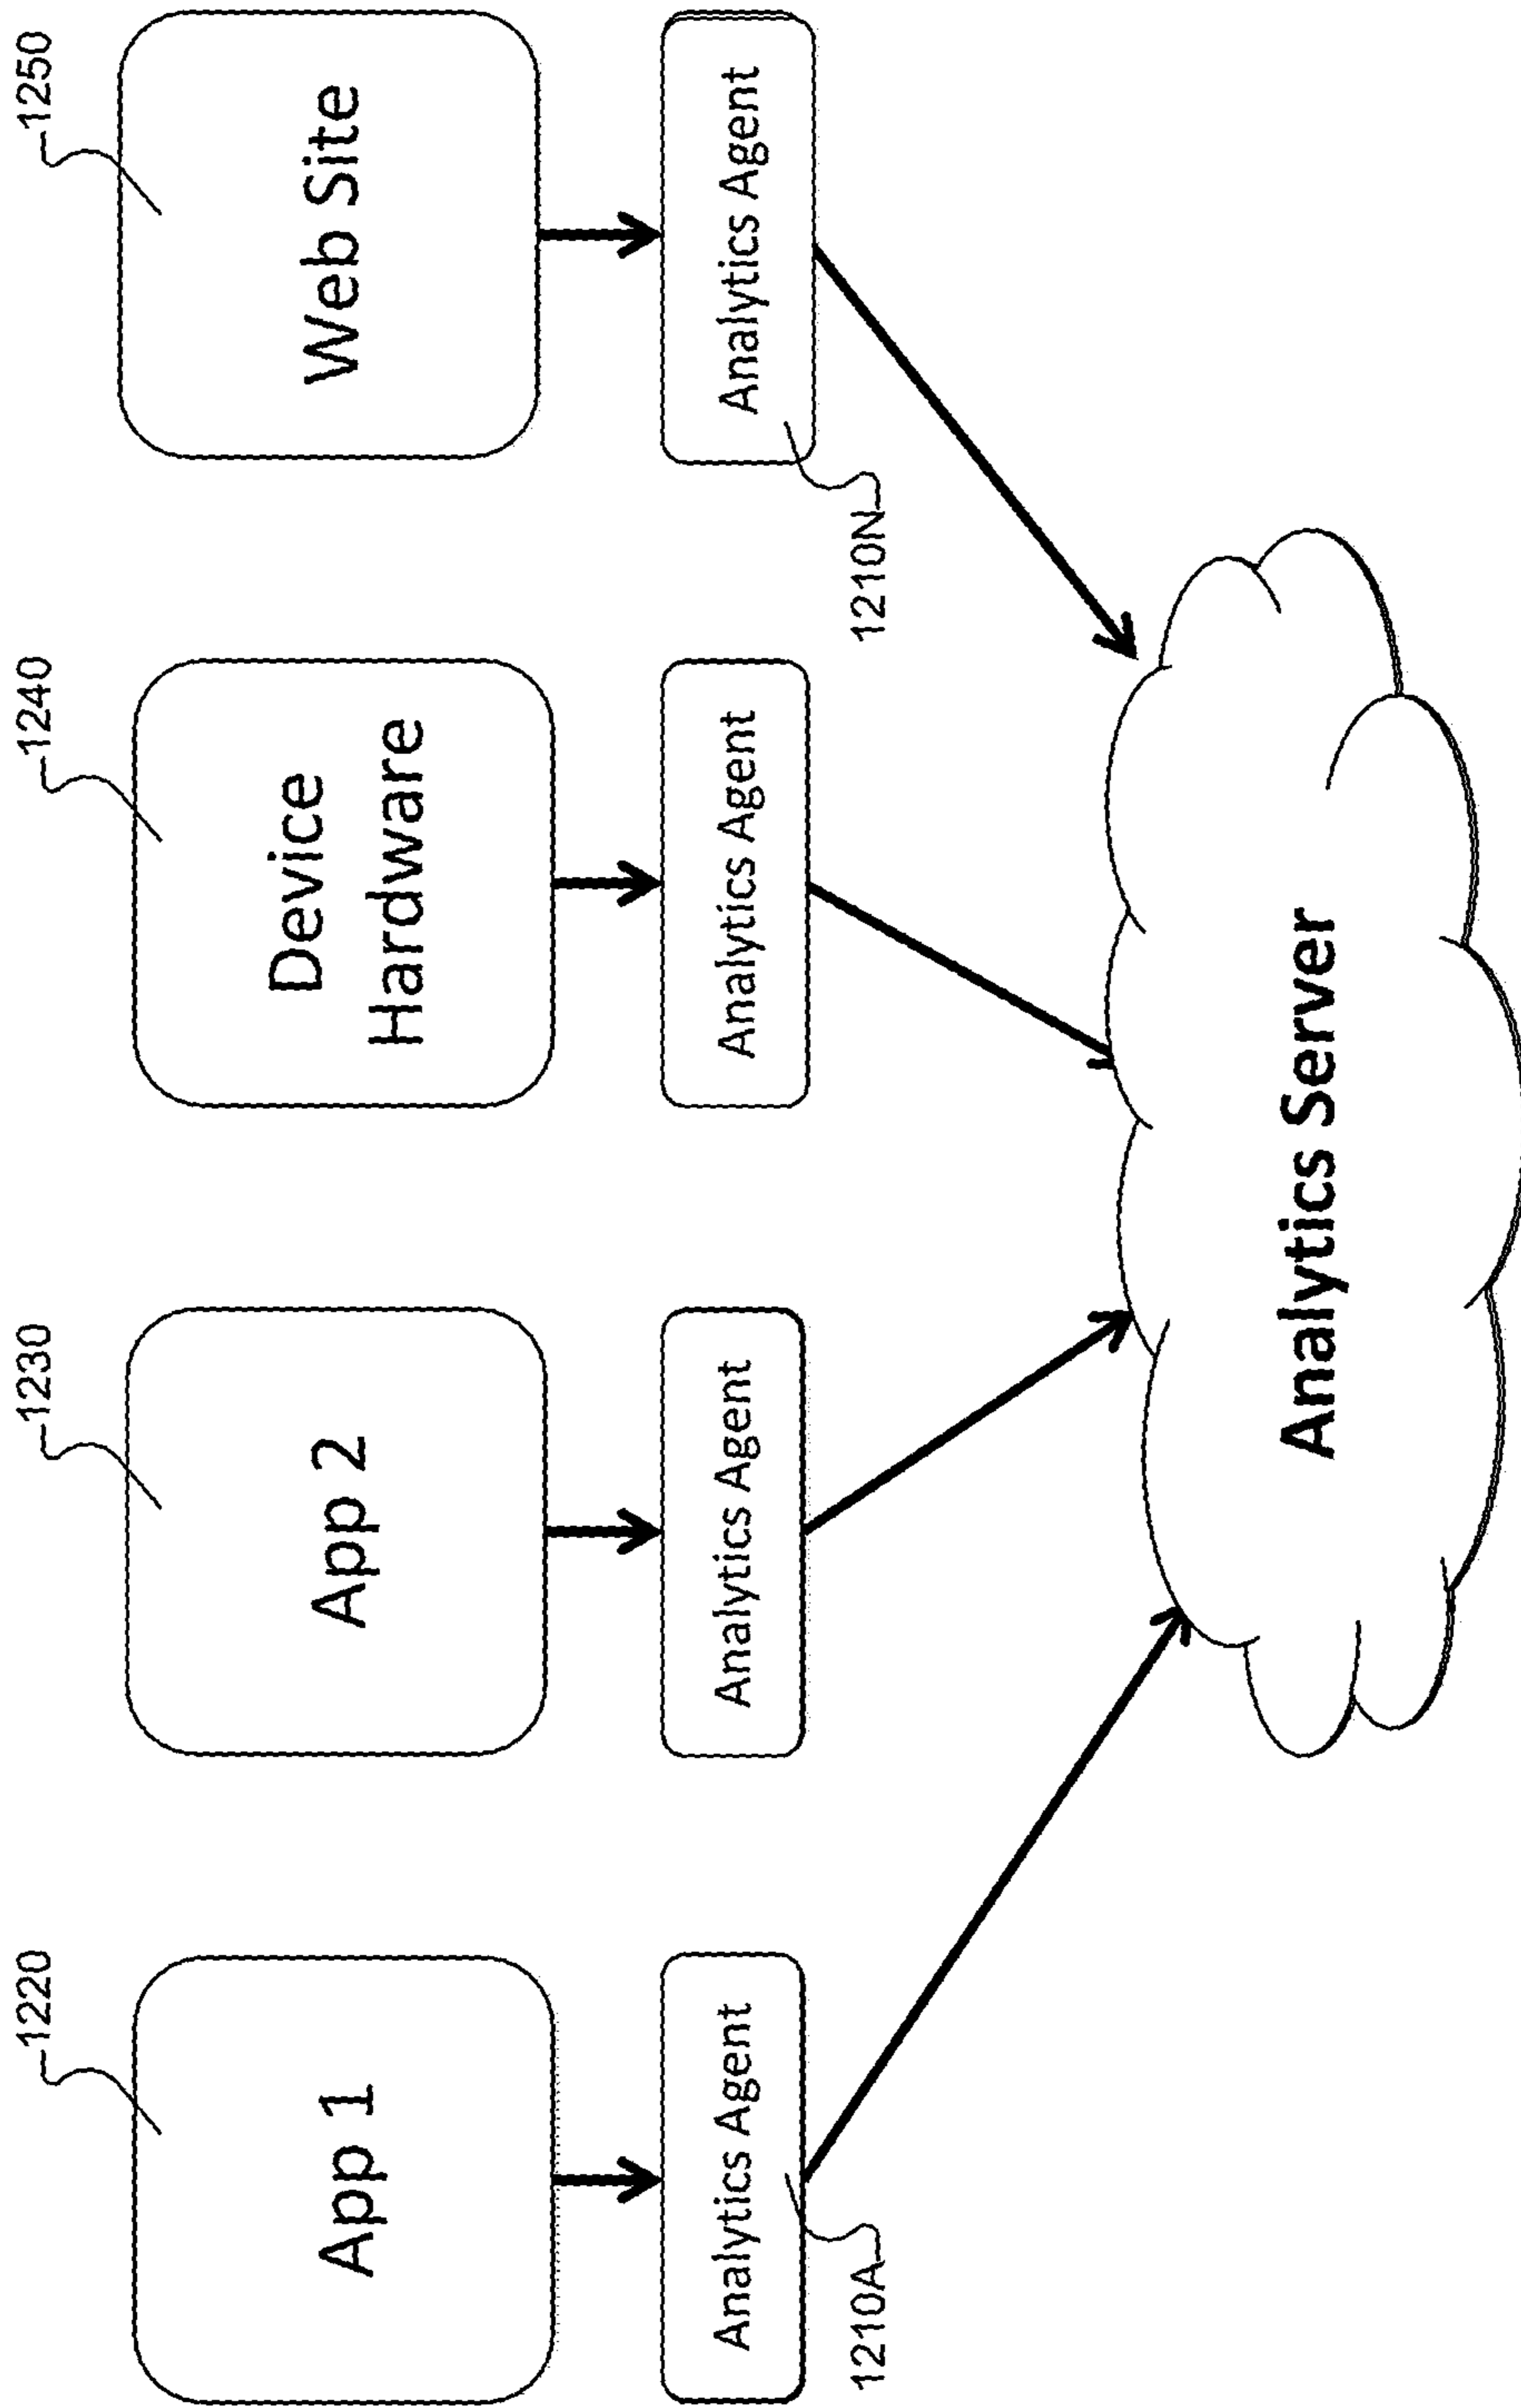 1220
1230
1240
1250
App 1
App 2
Device
Hardware
Web Site
Analytics Agent
Analytics Agent
Analytics Agent
Analytics Agent
1210A
1210N
Analytics Server